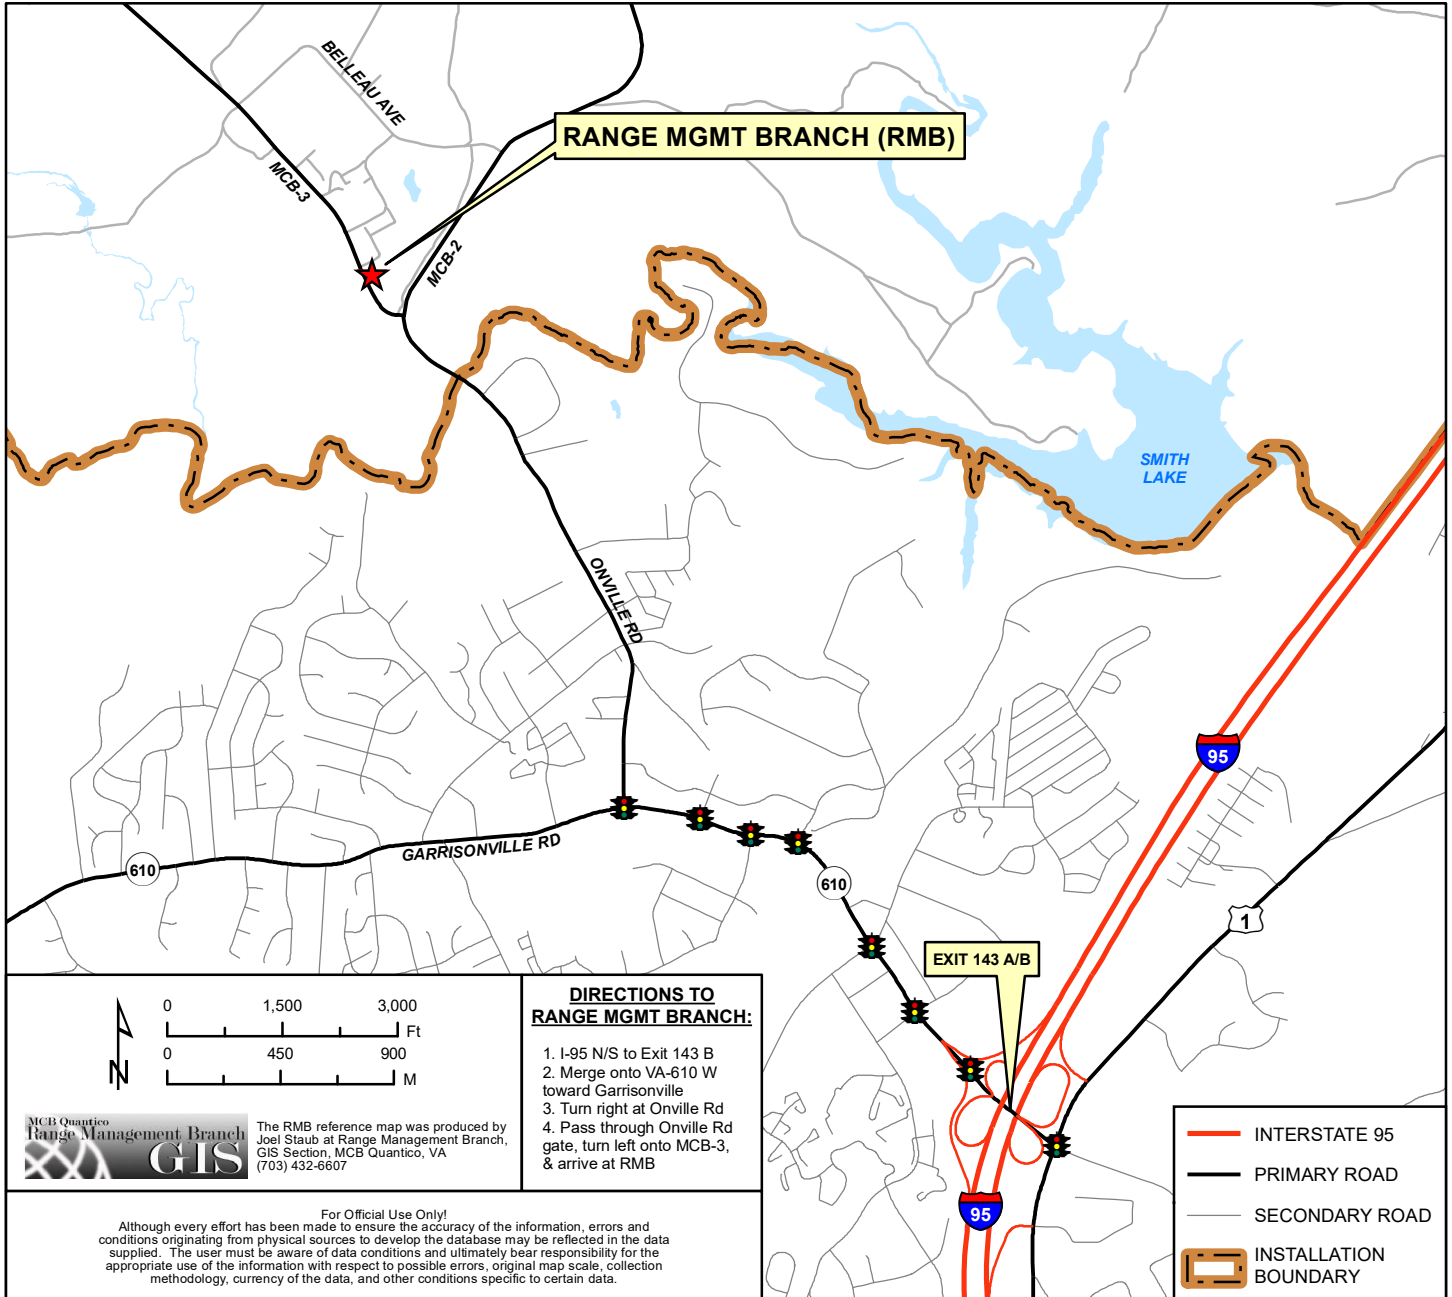 BELLEAU AVE
RANGE MGMT BRANCH (RMB)
MCB-3
MCB-2
SMITH
LAKE
ONVILLE RD
95
GARRISONVILLE RD
610
610
1
EXIT 143 A/B
95
0 1,500 3,000
Ft
0 450 900
M
N
MCB Quantico
Range Management Branch
GIS
The RMB reference map was produced by
Joel Staub at Range Management Branch,
GIS Section, MCB Quantico, VA
(703) 432-6607
DIRECTIONS TO
RANGE MGMT BRANCH:
1. I-95 N/S to Exit 143 B
2. Merge onto VA-610 W
toward Garrisonville
3. Turn right at Onville Rd
4. Pass through Onville Rd
gate, turn left onto MCB-3,
& arrive at RMB
For Official Use Only!
Although every effort has been made to ensure the accuracy of the information, errors and
conditions originating from physical sources to develop the database may be reflected in the data
supplied. The user must be aware of data conditions and ultimately bear responsibility for the
appropriate use of the information with respect to possible errors, original map scale, collection
methodology, currency of the data, and other conditions specific to certain data.
INTERSTATE 95
PRIMARY ROAD
SECONDARY ROAD
INSTALLATION
BOUNDARY